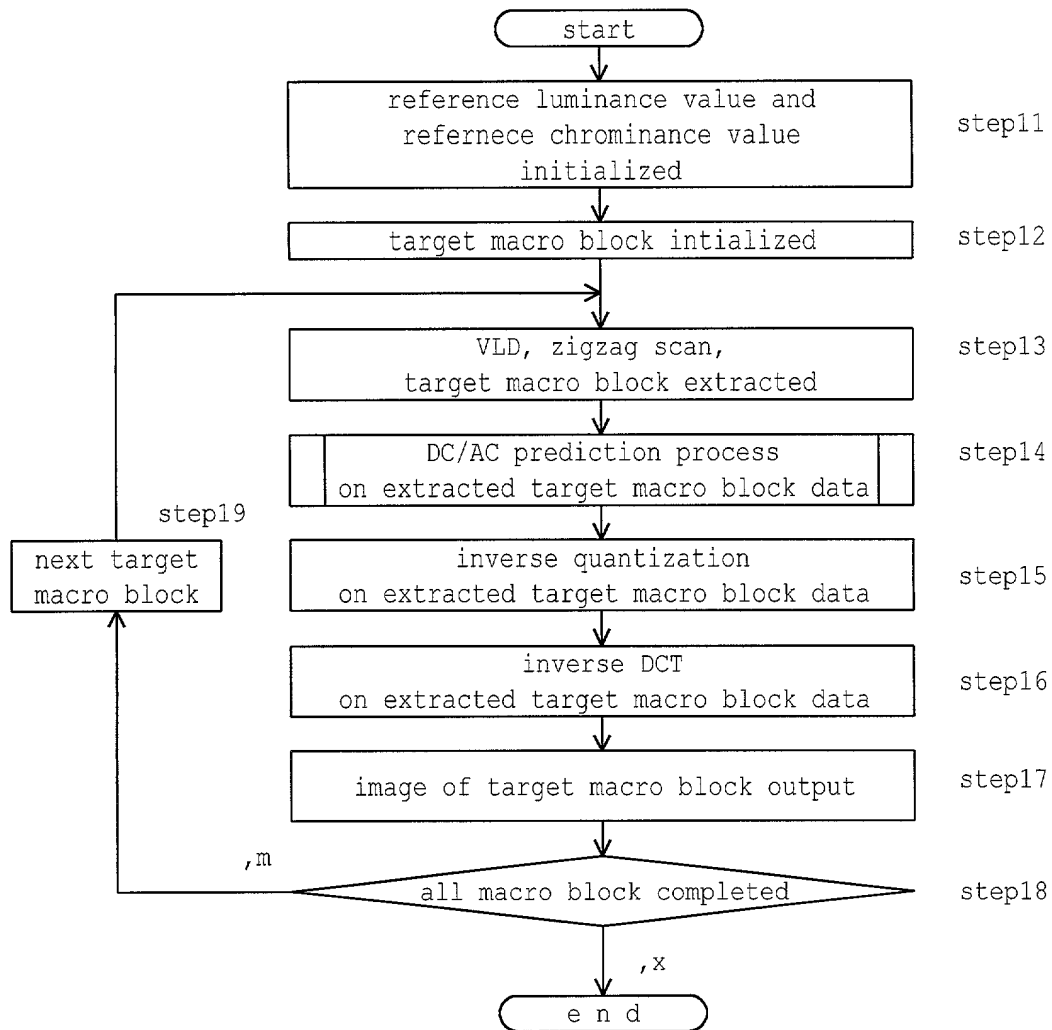 start
reference luminance value and
refernece chrominance value
initialized
step11
target macro block intialized
step12
VLD, zigzag scan,
target macro block extracted
step13
DC/AC prediction process
on extracted target macro block data
step14
step19
next target
macro block
inverse quantization
on extracted target macro block data
step15
inverse DCT
on extracted target macro block data
step16
image of target macro block output
step17
,m
all macro block completed
step18
,x
e n d